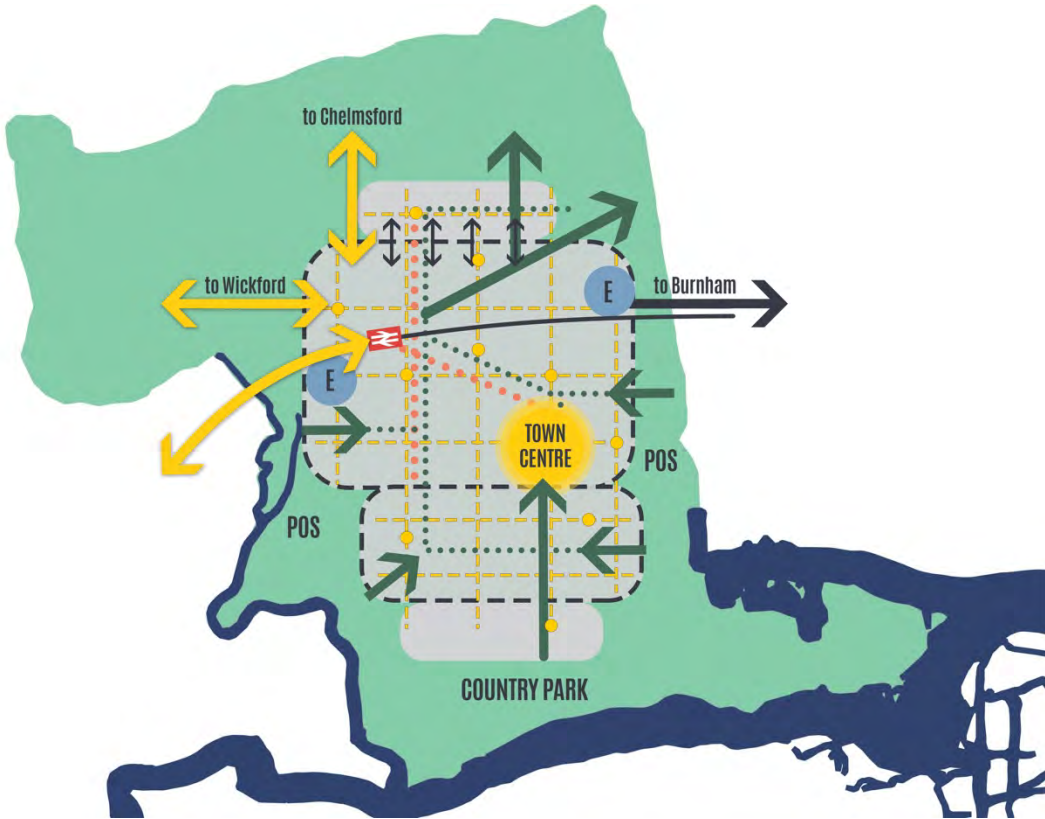 to Chelmsford
to Wickford
E
to Burnham
E
TOWN
CENTRE
POS
POS
COUNTRY PARK